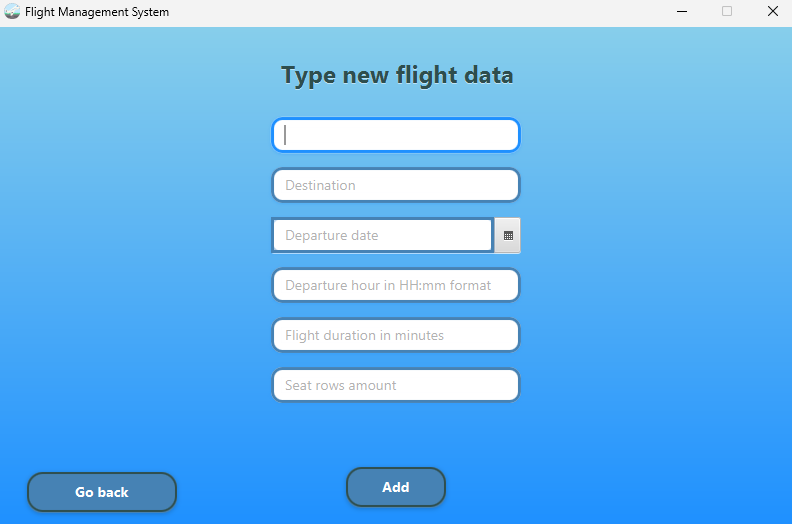 Flight Management System
Type new flight data
Destination
Departure date
Departure hour in HH:mm format
Flight duration in minutes
Seat rows amount
Go back
Add